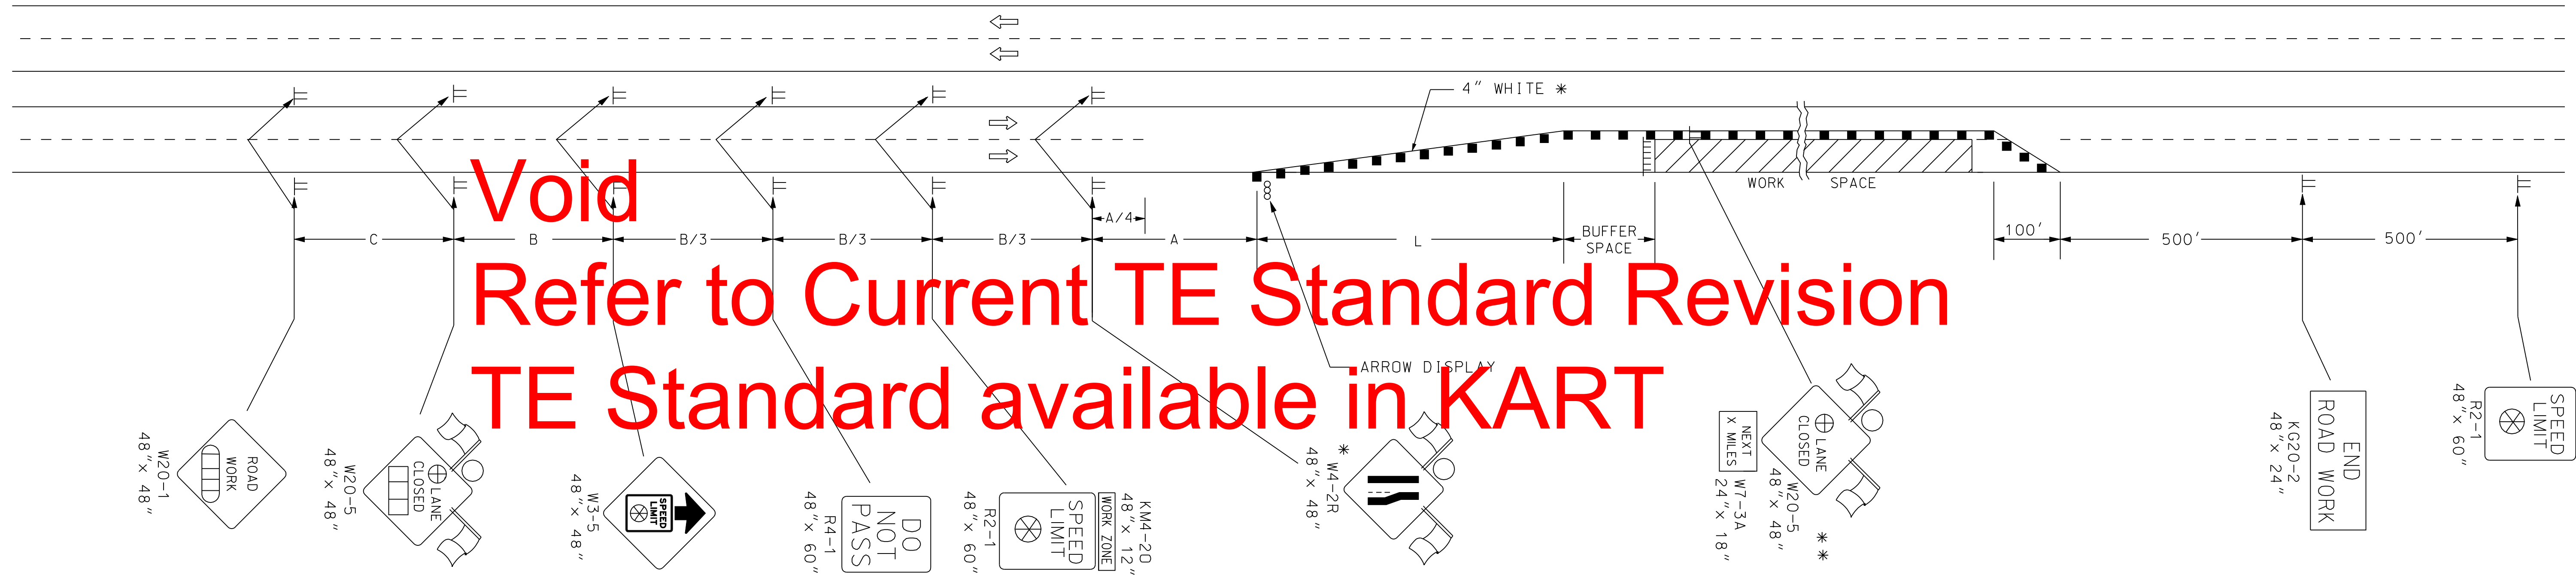 4" WHITE *
WORK SPACE
Void
Refer to Current TE Standard Revision
TE Standard available in KART
C
B
B/3
B/3
B/3
A/4
A
L
BUFFER
SPACE
100'
500'
500'
ARROW DISPLAY
ROAD
WORK
W20-1
48"x 48"
LANE
CLOSED
W20-5
48"x 48"
SPEED
LIMIT
W3-5
48"x 48"
DO
NOT
PASS
R4-1
48"x 60"
KM4-2D
48"x 12"
WORK ZONE
SPEED
LIMIT
R2-1
48"x 60"
*
W4-2R
48"x 48"
LANE
CLOSED
W20-5
48"x 48"
**
NEXT
X MILES
W7-3A
24"x 18"
END
ROAD WORK
KG20-2
48"x 24"
SPEED
LIMIT
R2-1
48"x 60"